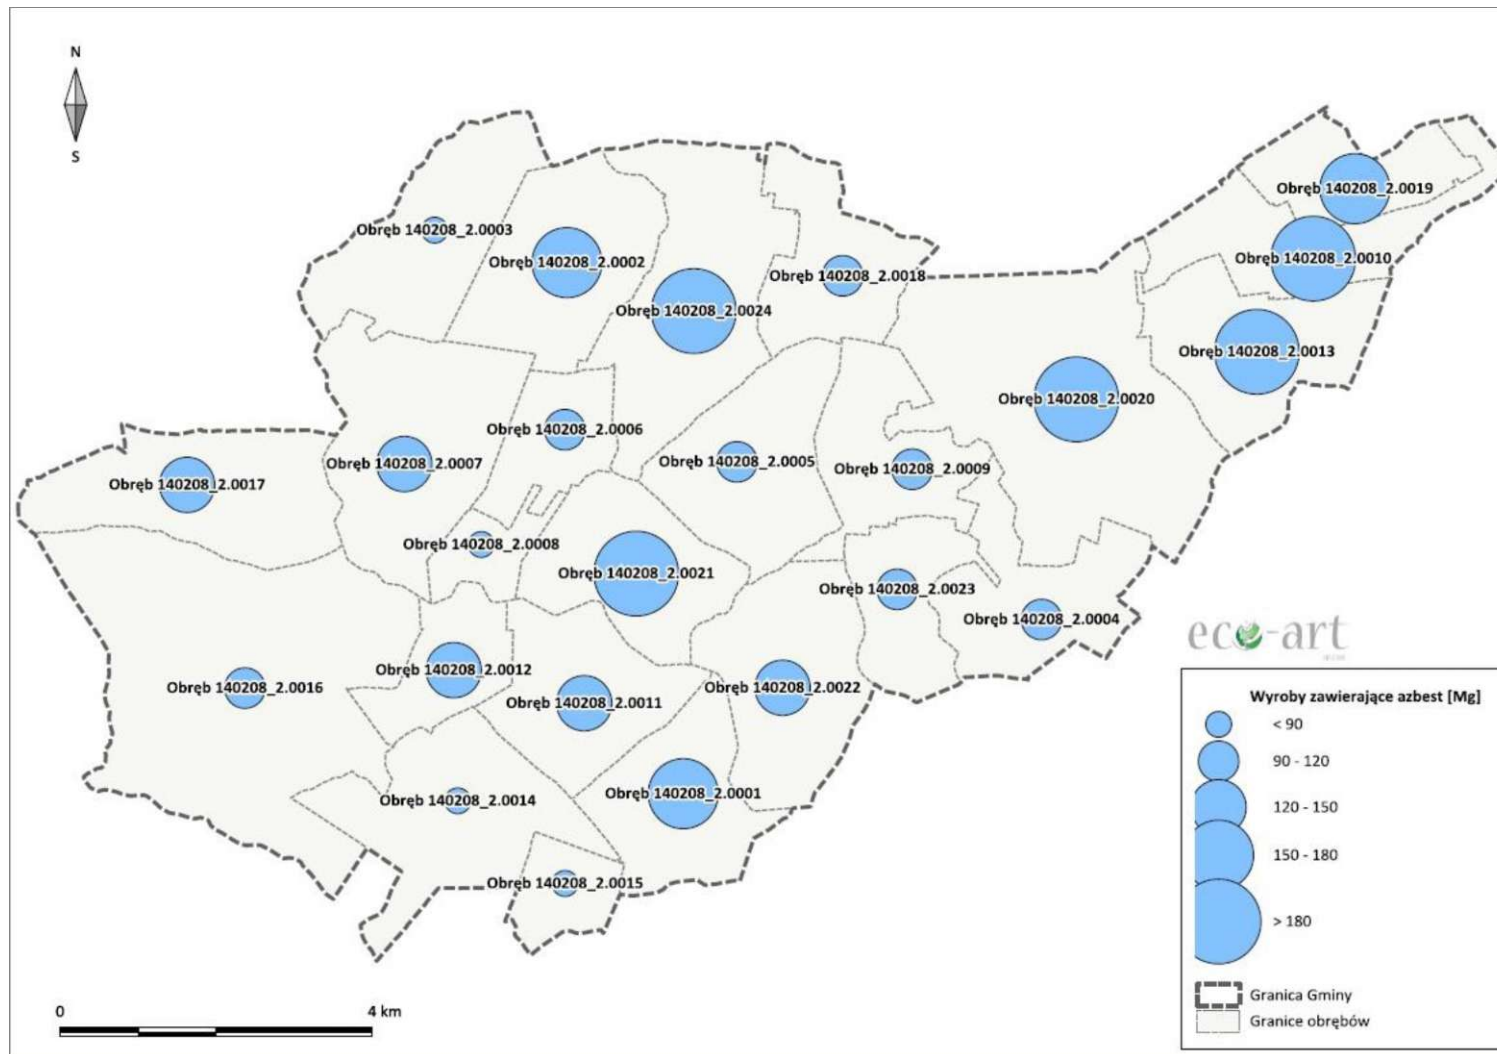 N
S
Obręb 140208_2.0019
Obręb 140208_2.0003
Obręb 140208_2.0002
Obręb 140208_2.0010
Obręb 140208_2.0018
Obręb 140208_2.0024
Obręb 140208_2.0013
Obręb 140208_2.0020
Obręb 140208_2.0006
Obręb 140208_2.0007
Obręb 140208_2.0005
Obręb 140208_2.0009
Obręb 140208_2.0017
Obręb 140208_2.0008
Obręb 140208_2.0021
Obręb 140208_2.0023
Obręb 140208_2.0004
Obręb 140208_2.0012
Obręb 140208_2.0016
Obręb 140208_2.0022
Obręb 140208_2.0011
Obręb 140208_2.0001
Obręb 140208_2.0014
Obręb 140208_2.0015
eco-art
Wyroby zawierające azbest [Mg]
< 90
90 - 120
120 - 150
150 - 180
> 180
Granica Gminy
Granice obrębów
0 4 km